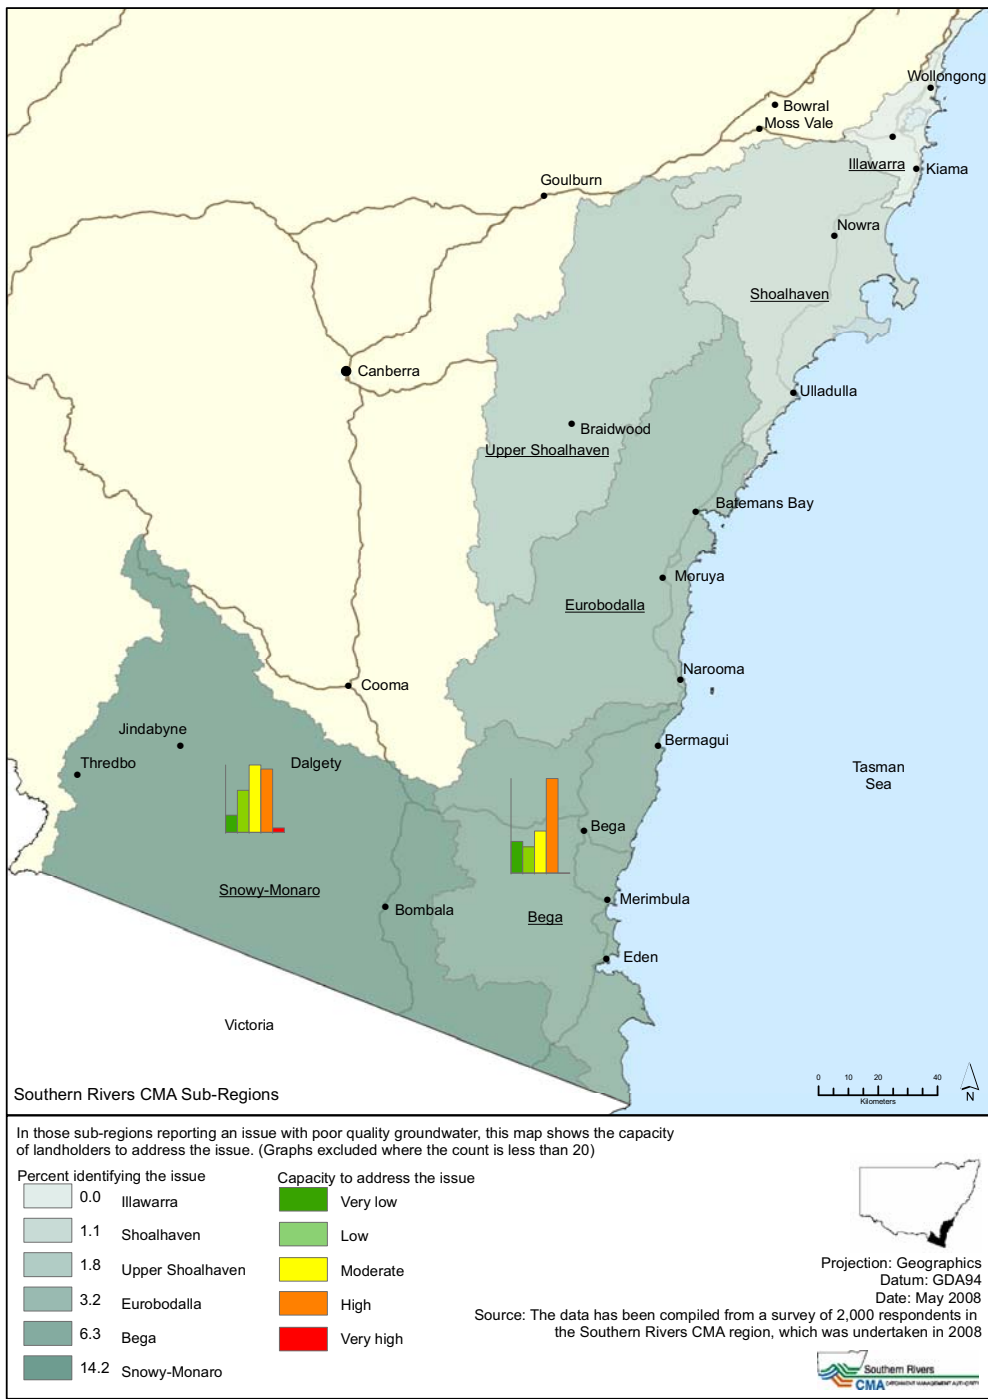 Wollongong
Bowral
Moss Vale
Illawarra
Kiama
Goulburn
Nowra
Shoalhaven
Canberra
Ulladulla
Braidwood
Upper Shoalhaven
Batemans Bay
Moruya
Eurobodalla
Narooma
Cooma
Jindabyne
Bermagui
Thredbo
Dalgety
Tasman
Sea
Bega
Snowy-Monaro
Merimbula
Bombala
Bega
Eden
Victoria
Southern Rivers CMA Sub-Regions
0 10 20 40
Kilometers
N
In those sub-regions reporting an issue with poor quality groundwater, this map shows the capacity
of landholders to address the issue. (Graphs excluded where the count is less than 20)
Percent identifying the issue
0.0 Illawarra
1.1 Shoalhaven
1.8 Upper Shoalhaven
3.2 Eurobodalla
6.3 Bega
14.2 Snowy-Monaro
Capacity to address the issue
Very low
Low
Moderate
High
Very high
Projection: Geographics
Datum: GDA94
Date: May 2008
Source: The data has been compiled from a survey of 2,000 respondents in
the Southern Rivers CMA region, which was undertaken in 2008
Southern Rivers
CMA CATCHMENT MANAGEMENT AUTHORITY